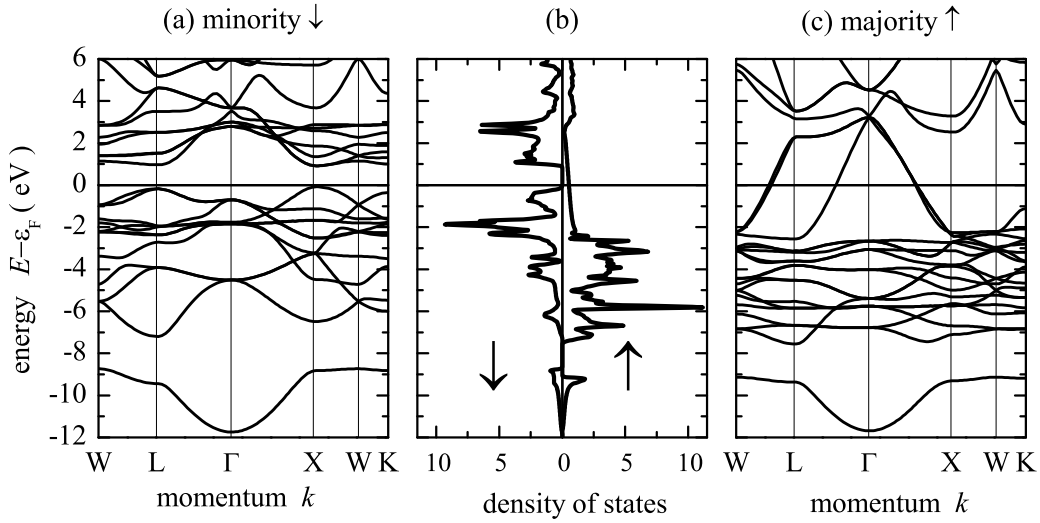 (a) minority ↓
(b)
(c) majority ↑
energy E−ε_F ( eV)
6
4
2
0
-2
-4
-6
-8
-10
-12
W L Γ X W K
10 5 0 5 10
W L Γ X W K
momentum k
density of states
momentum k